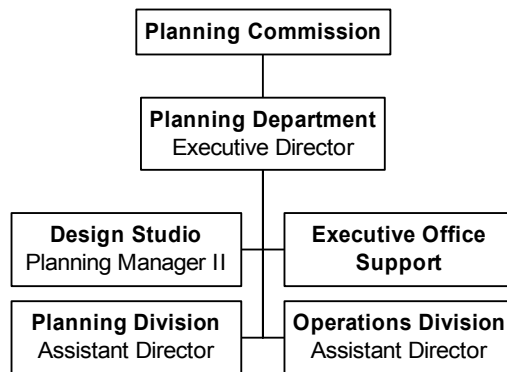 Planning Commission
Planning Department
Executive Director
Design Studio
Planning Manager II
Executive Office
Support
Planning Division
Assistant Director
Operations Division
Assistant Director